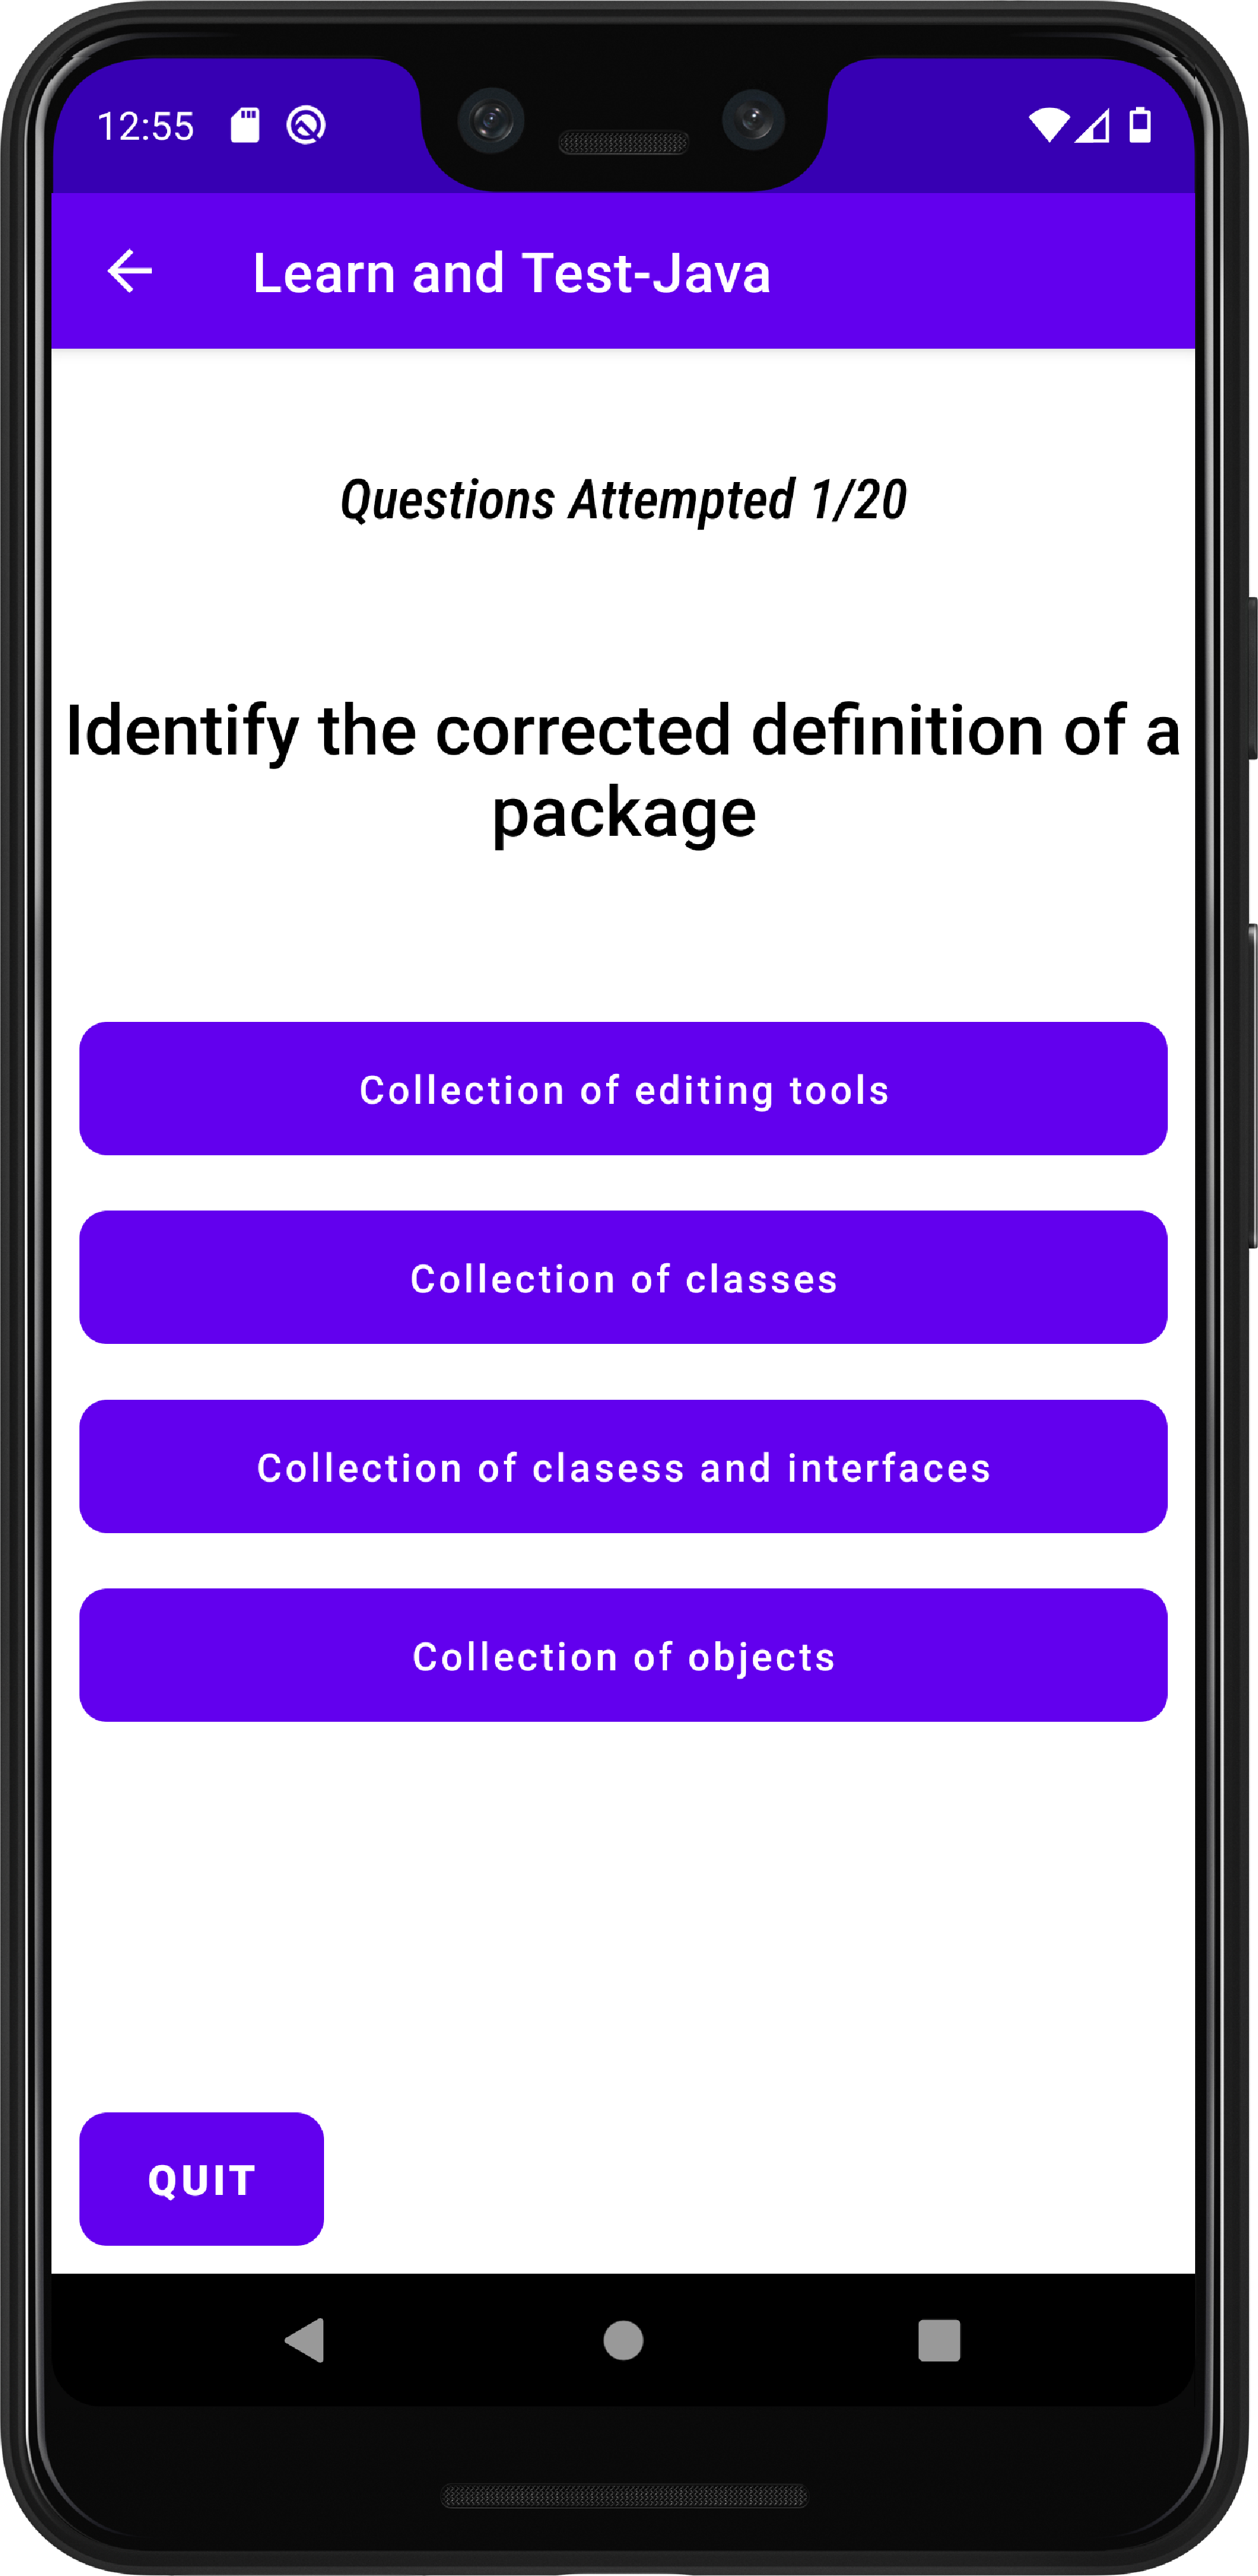 12:55
Learn and Test-Java
Questions Attempted 1/20
Identify the corrected definition of a
package
Collection of editing tools
Collection of classes
Collection of clasess and interfaces
Collection of objects
QUIT